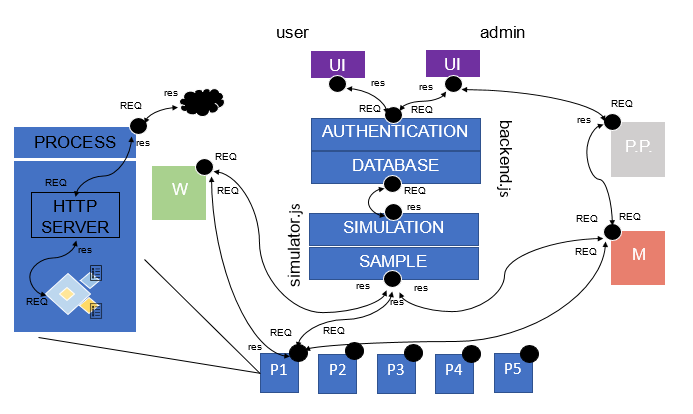 user
admin
UI
UI
res
res
REQ
REQ
REQ
res
REQ
res
AUTHENTICATION
DATABASE
backend.js
P.P.
PROCESS
res
REQ
HTTP
SERVER
res
REQ
W
REQ
REQ
REQ
res
SIMULATION
SAMPLE
simulator.js
res
res
res
REQ
REQ
REQ
M
REQ
REQ
res
P1
P2
P3
P4
P5